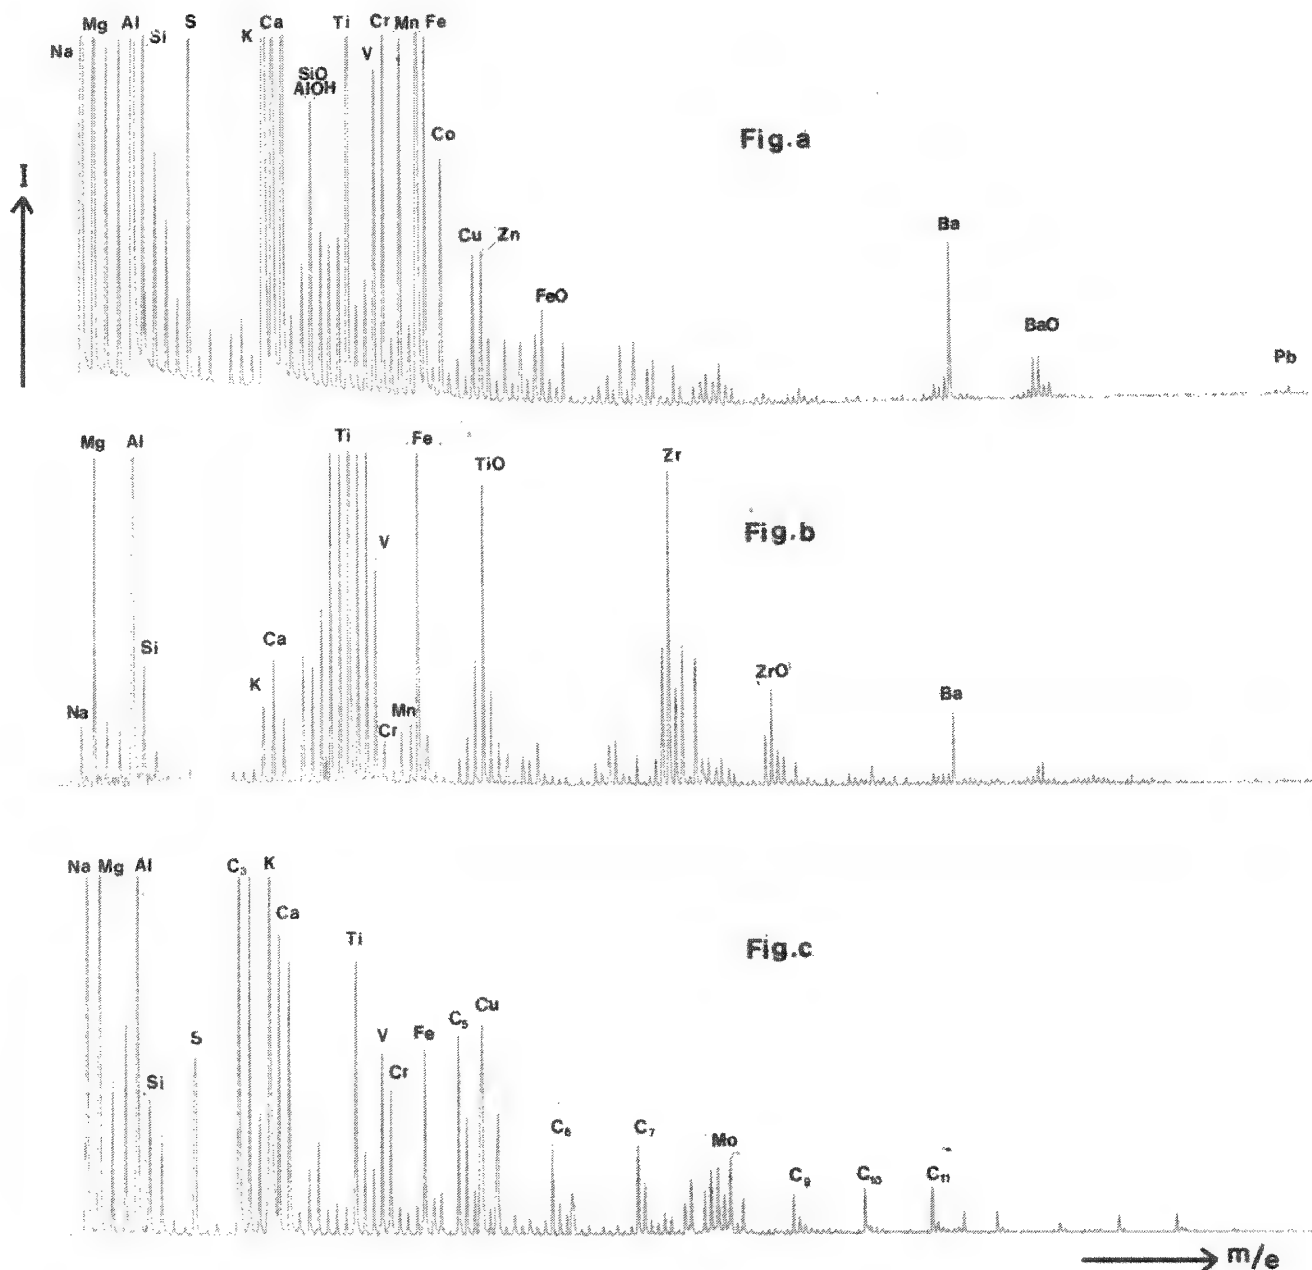 Na Mg Al Si S K Ca SiO AlOH Ti V Cr Mn Fe Co Cu Zn FeO Ba BaO Pb
Fig.a
I
Na Mg Al Si K Ca Ti V Cr Mn Fe TiO Zr ZrO Ba
Fig.b
Na Mg Al Si S C₃ K Ca Ti V Cr Fe C₅ Cu C₆ C₇ Mo C₉ C₁₀ C₁₁
Fig.c
m/e